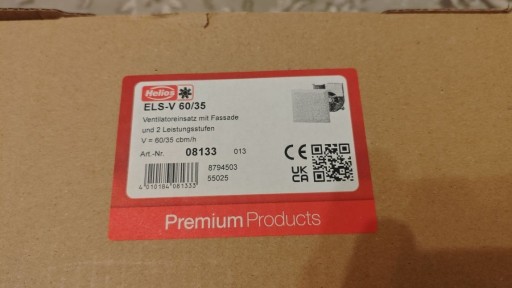 Helios
ELS-V 60/35
Ventilatoreinsatz mit Fassade
und 2 Leistungsstufen
V = 60/35 cbm/h
Art.-Nr. 08133 013
8794503
55025
4 010184 081333
CE
UK
CA
Premium Products